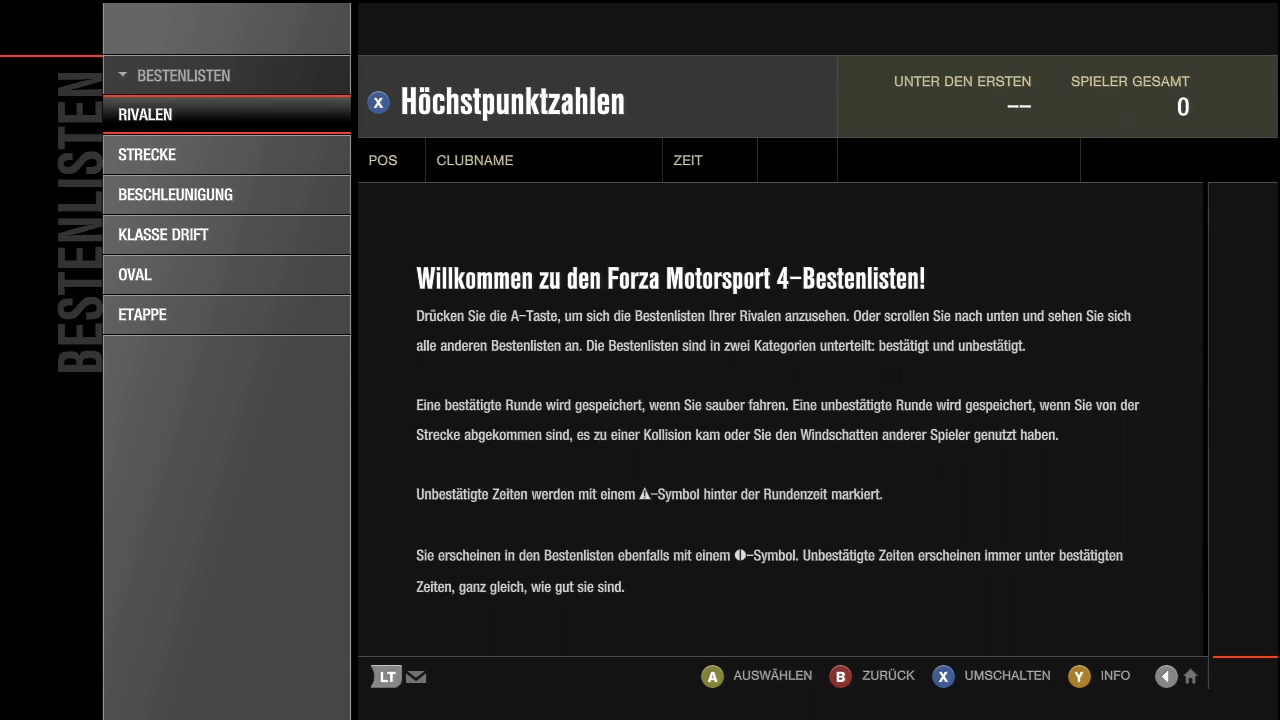 BESTENLISTEN
BESTENLISTEN
RIVALEN
STRECKE
BESCHLEUNIGUNG
KLASSE DRIFT
OVAL
ETAPPE
X Höchstpunktzahlen
UNTER DEN ERSTEN SPIELER GESAMT
-- 0
POS CLUBNAME ZEIT
Willkommen zu den Forza Motorsport 4-Bestenlisten!
Drücken Sie die A-Taste, um sich die Bestenlisten Ihrer Rivalen anzusehen. Oder scrollen Sie nach unten und sehen Sie sich
alle anderen Bestenlisten an. Die Bestenlisten sind in zwei Kategorien unterteilt: bestätigt und unbestätigt.
Eine bestätigte Runde wird gespeichert, wenn Sie sauber fahren. Eine unbestätigte Runde wird gespeichert, wenn Sie von der
Strecke abgekommen sind, es zu einer Kollision kam oder Sie den Windschatten anderer Spieler genutzt haben.
Unbestätigte Zeiten werden mit einem ⚠-Symbol hinter der Rundenzeit markiert.
Sie erscheinen in den Bestenlisten ebenfalls mit einem -Symbol. Unbestätigte Zeiten erscheinen immer unter bestätigten
Zeiten, ganz gleich, wie gut sie sind.
LT A AUSWÄHLEN B ZURÜCK X UMSCHALTEN Y INFO